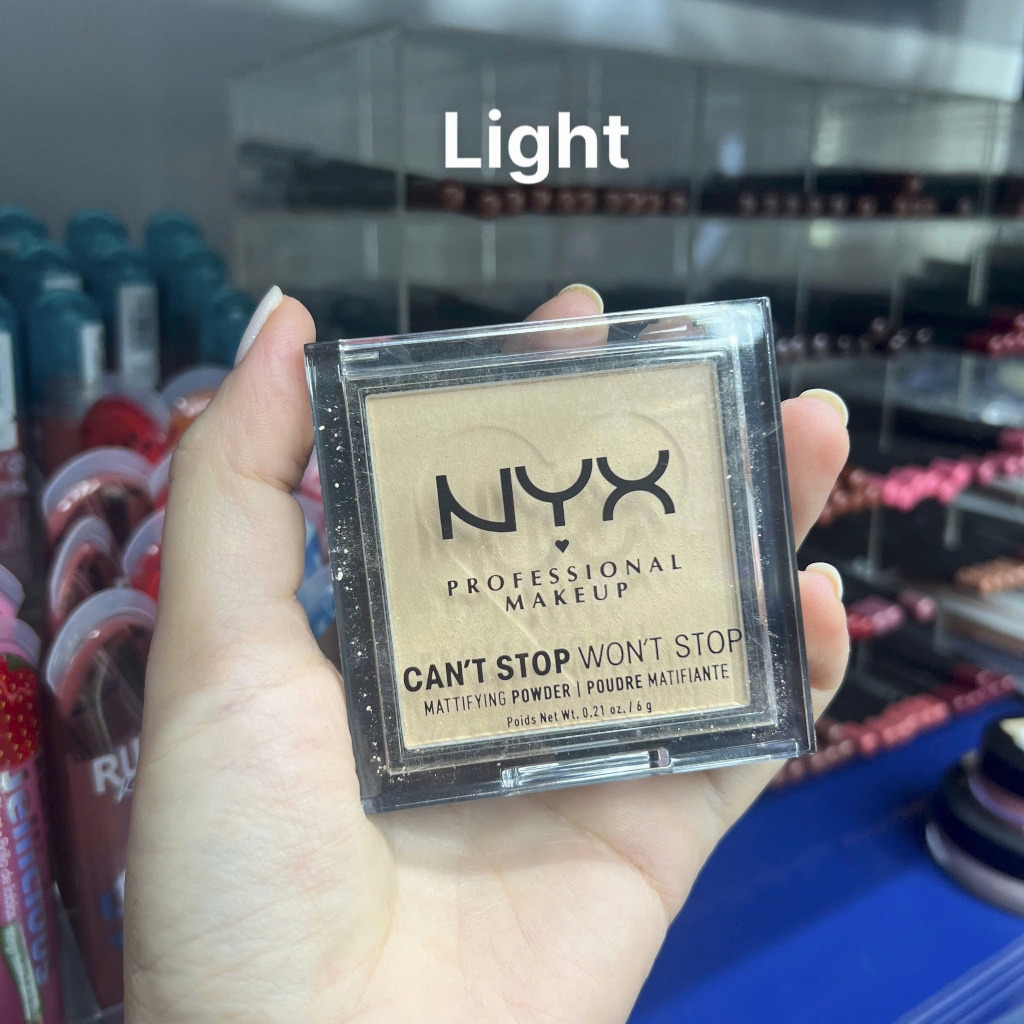 Light
NYX
PROFESSIONAL
MAKEUP
CAN'T STOP WON'T STOP
MATTIFYING POWDER | POUDRE MATIFIANTE
Poids Net Wt. 0.21 oz. / 6 g